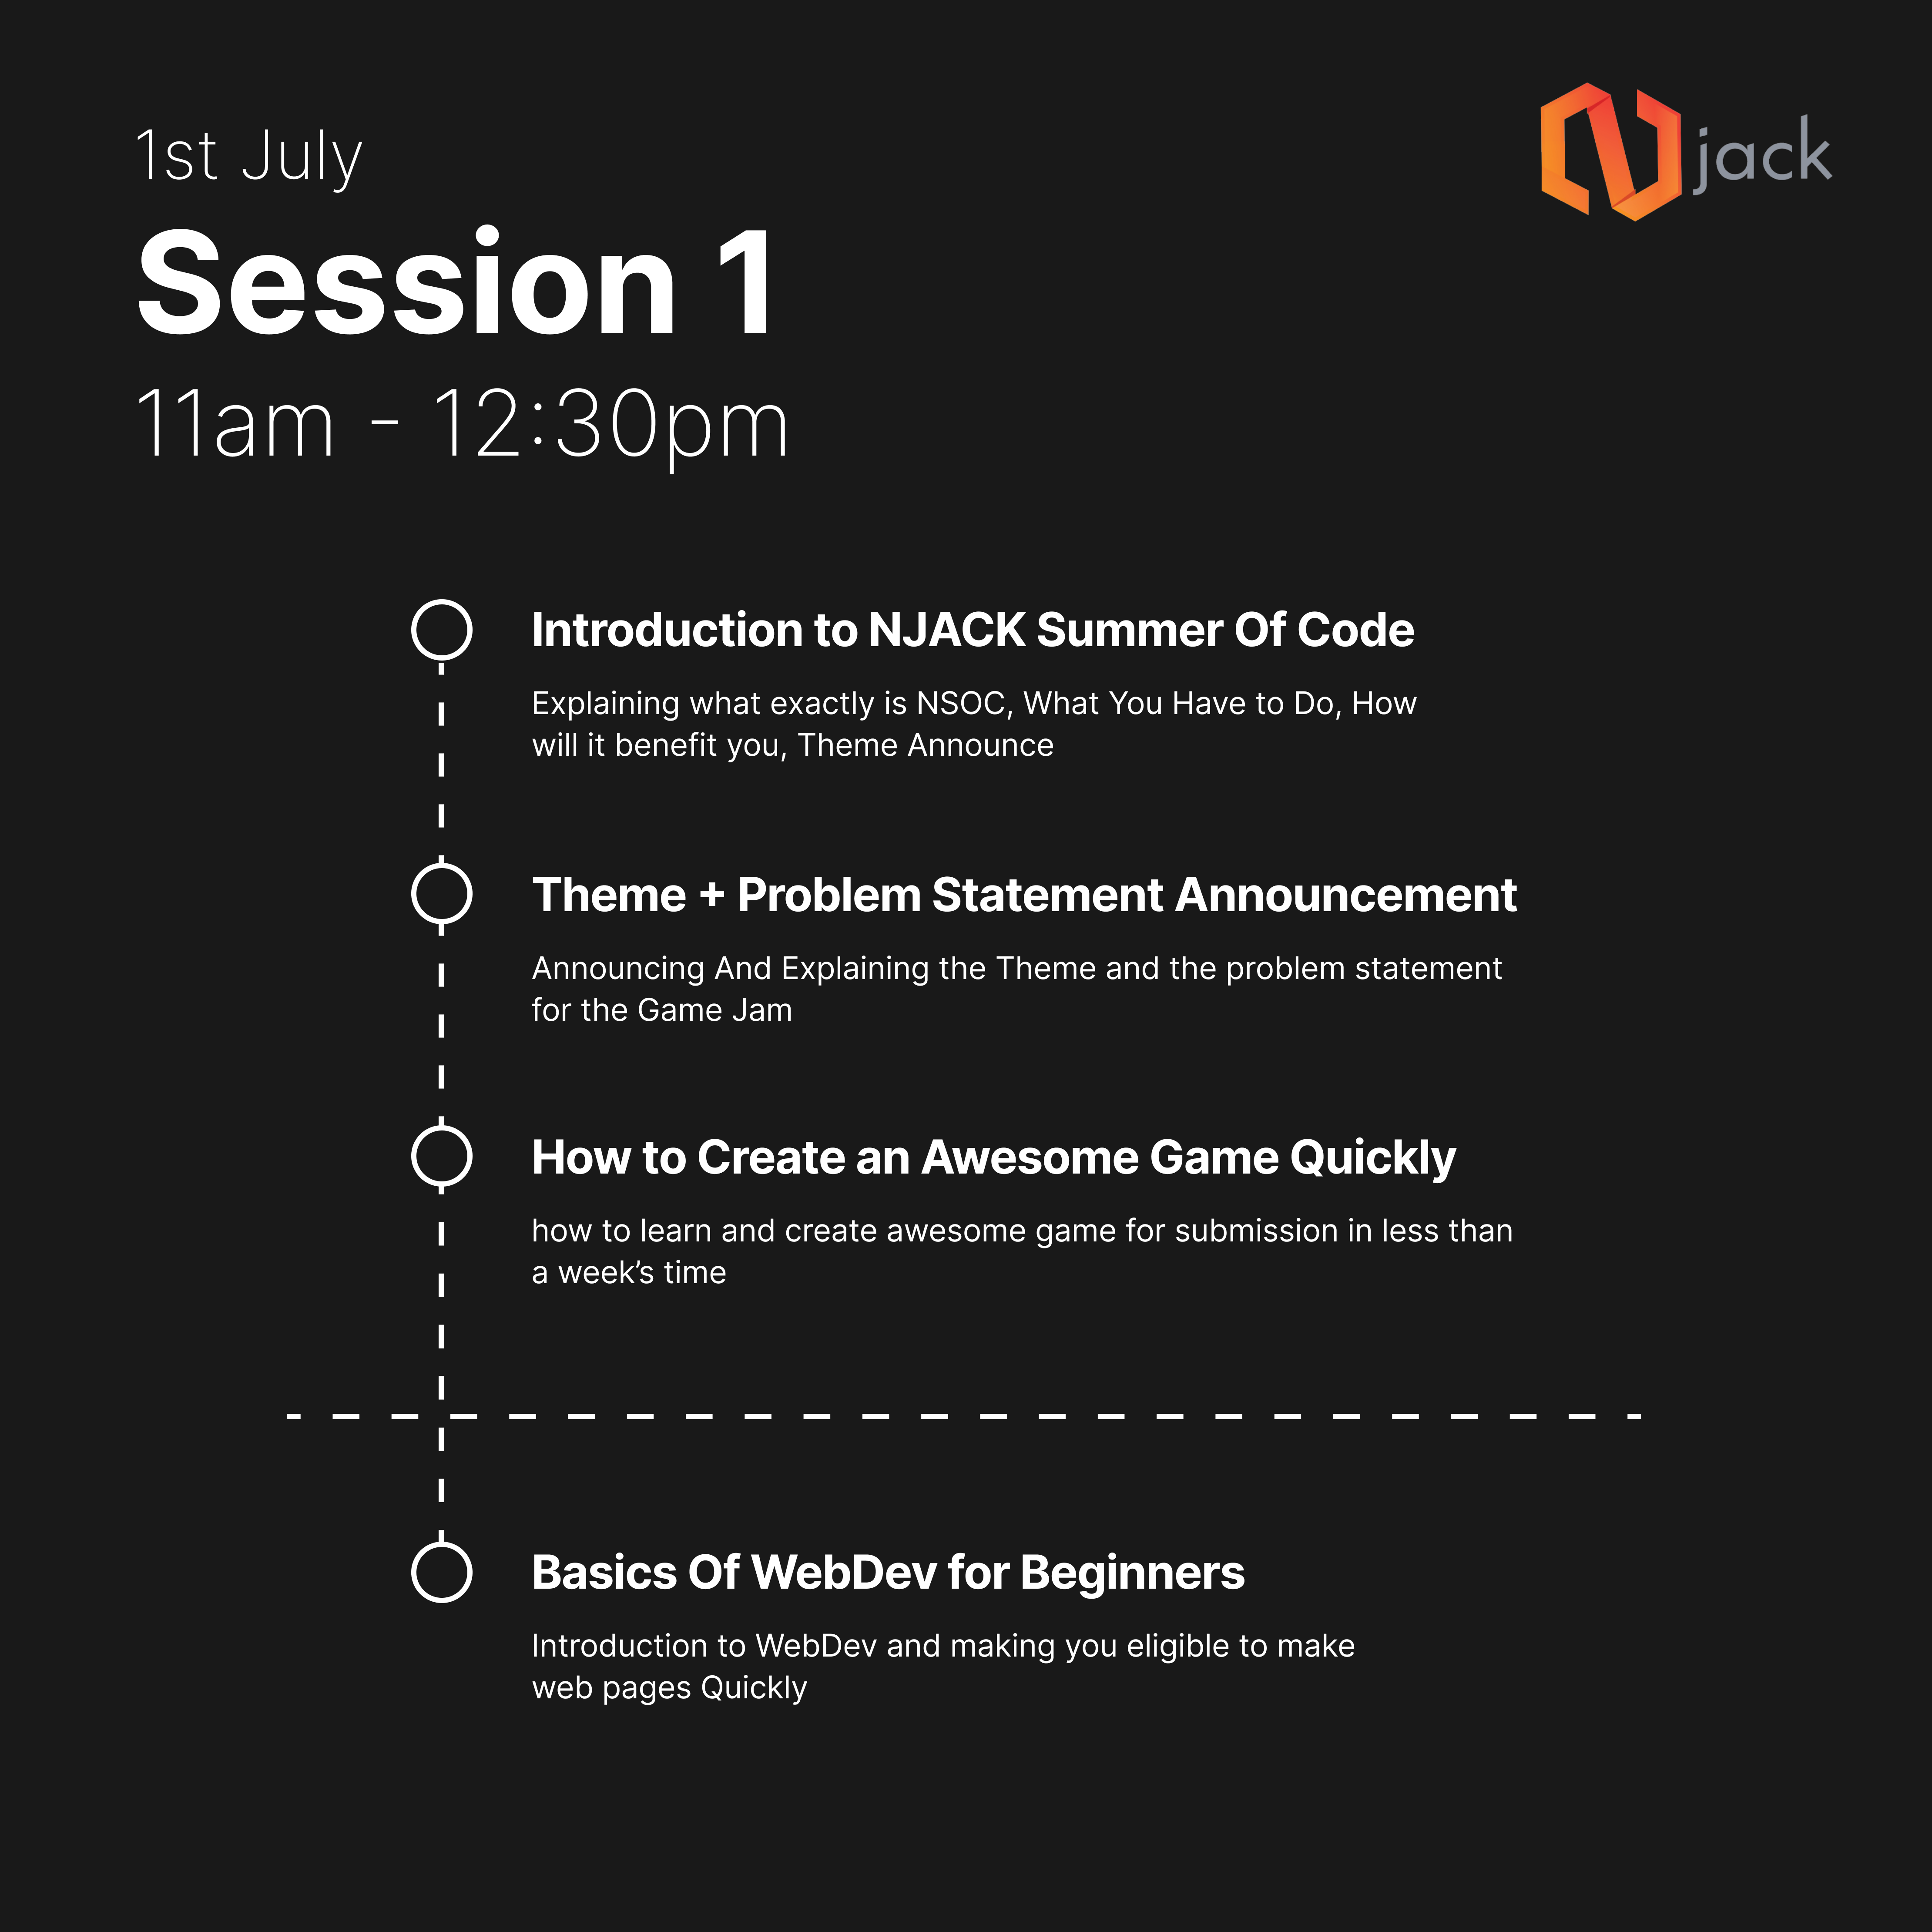 1st July
Njack
Session 1
11am - 12:30pm
Introduction to NJACK Summer Of Code
Explaining what exactly is NSOC, What You Have to Do, How
will it benefit you, Theme Announce
Theme + Problem Statement Announcement
Announcing And Explaining the Theme and the problem statement
for the Game Jam
How to Create an Awesome Game Quickly
how to learn and create awesome game for submission in less than
a week’s time
Basics Of WebDev for Beginners
Introduction to WebDev and making you eligible to make
web pages Quickly